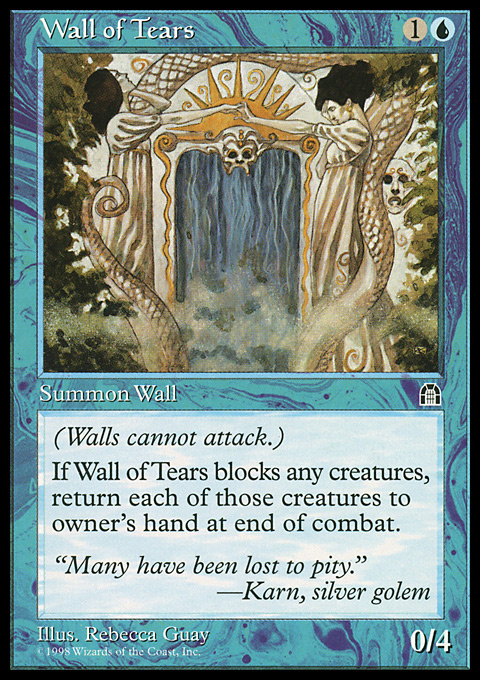 Wall of Tears 1
Summon Wall
(Walls cannot attack.)
If Wall of Tears blocks any creatures,
return each of those creatures to
owner's hand at end of combat.
“Many have been lost to pity.”
—Karn, silver golem
Illus. Rebecca Guay
©1998 Wizards of the Coast, Inc. 0/4